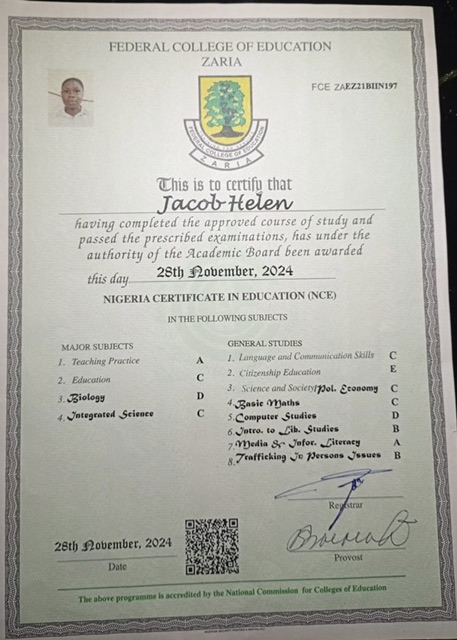 FEDERAL COLLEGE OF EDUCATION
ZARIA
FCE ZAEZ21BIIN197
FEDERAL COLLEGE OF EDUCATION
ZARIA
This is to certify that
Jacob Helen
having completed the approved course of study and
passed the prescribed examinations, has under the
authority of the Academic Board been awarded
this day 28th November, 2024
NIGERIA CERTIFICATE IN EDUCATION (NCE)
IN THE FOLLOWING SUBJECTS
MAJOR SUBJECTS
1. Teaching Practice A
2. Education C
3. Biology D
4. Integrated Science C
GENERAL STUDIES
1. Language and Communication Skills C
2. Citizenship Education E
3. Science and Society/Pol. Economy C
4. Basic Maths C
5. Computer Studies D
6. Intro. to Lib. Studies B
7. Media & Infor. Literacy A
8. Trafficking In Persons Issues B
Registrar
28th November, 2024
Date
Provost
The above programme is accredited by the National Commission for Colleges of Education